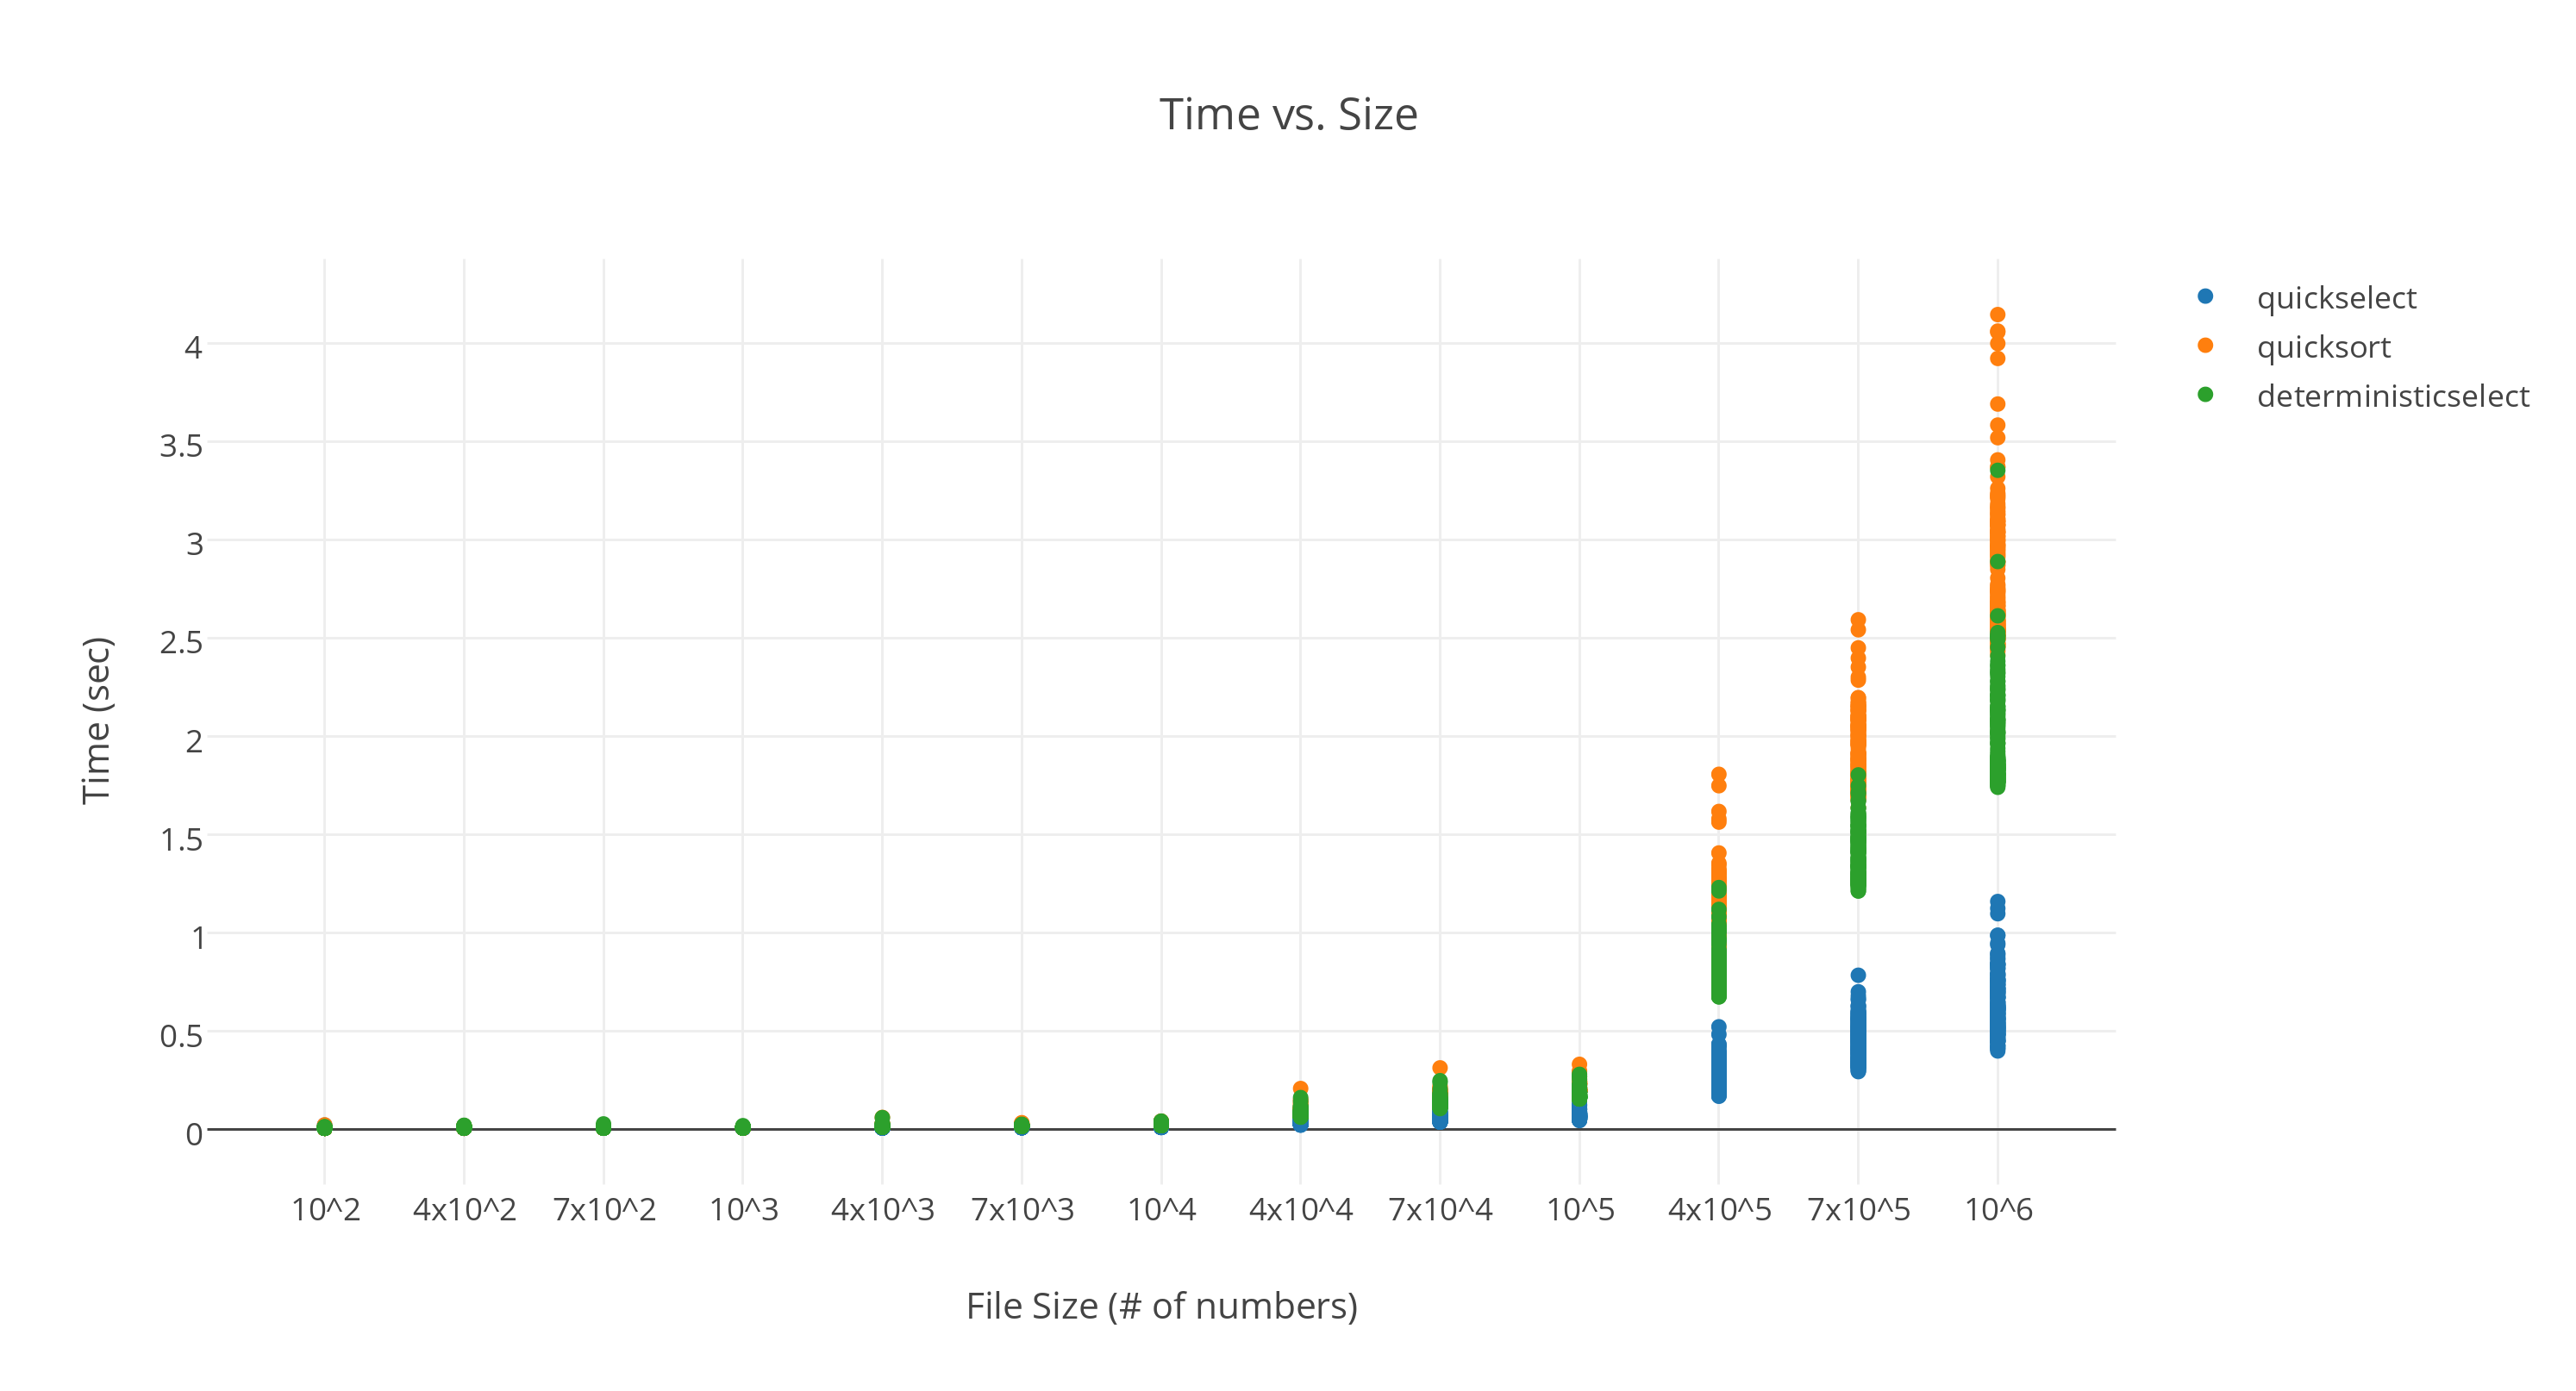 Time vs. Size
quickselect
quicksort
deterministicselect
4
3.5
3
2.5
2
1.5
1
0.5
0
Time (sec)
10^2 4x10^2 7x10^2 10^3 4x10^3 7x10^3 10^4 4x10^4 7x10^4 10^5 4x10^5 7x10^5 10^6
File Size (# of numbers)